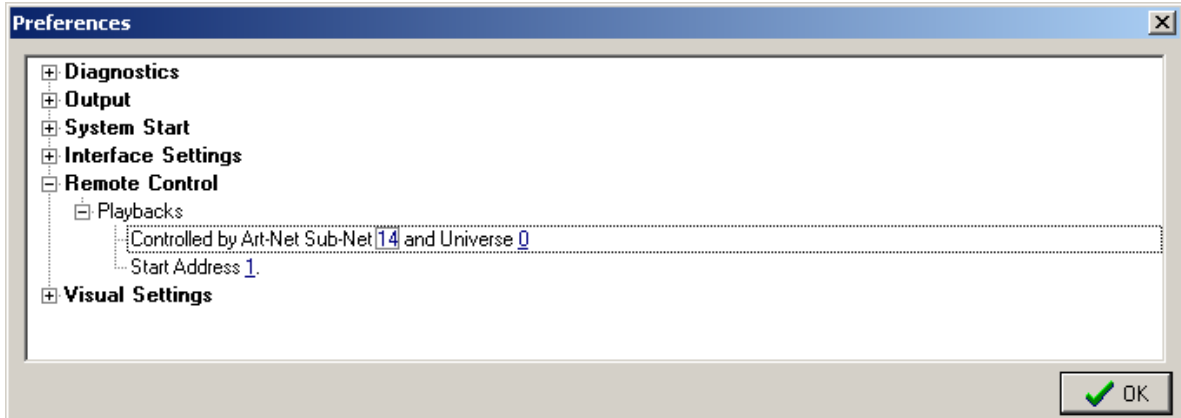 Preferences
Diagnostics
Output
System Start
Interface Settings
Remote Control
Playbacks
Controlled by Art-Net Sub-Net 14 and Universe 0
Start Address 1.
Visual Settings
OK